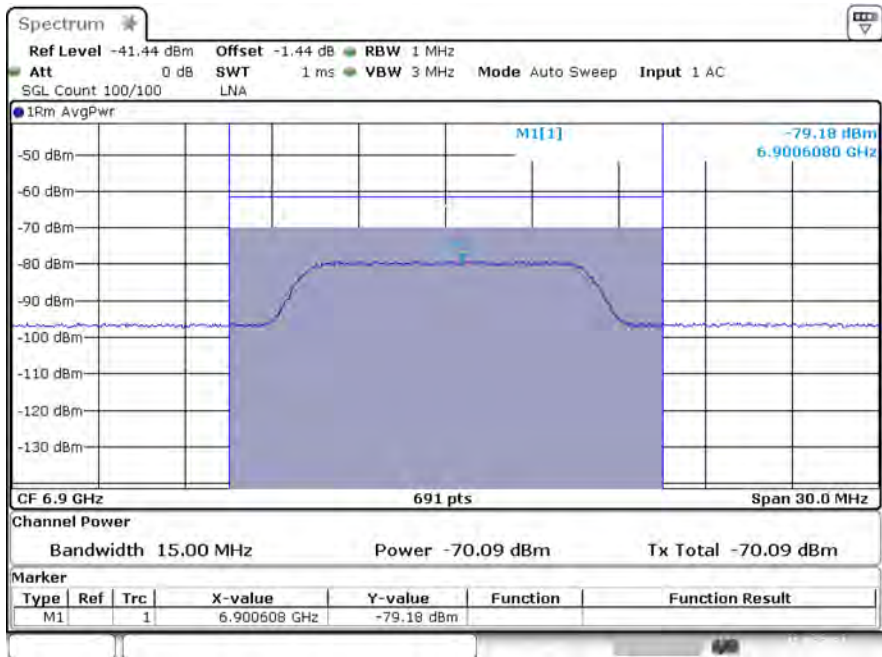 Spectrum
Ref Level -41.44 dBm Offset -1.44 dB RBW 1 MHz
Att 0 dB SWT 1 ms VBW 3 MHz Mode Auto Sweep Input 1 AC
SGL Count 100/100 LNA
1Rm AvgPwr
M1[1] -79.18 dBm
6.9006080 GHz
-50 dBm
-60 dBm
-70 dBm
-80 dBm
-90 dBm
-100 dBm
-110 dBm
-120 dBm
-130 dBm
CF 6.9 GHz 691 pts Span 30.0 MHz
Channel Power
Bandwidth 15.00 MHz Power -70.09 dBm Tx Total -70.09 dBm
Marker
Type Ref Trc X-value Y-value Function Function Result
M1 1 6.900608 GHz -79.18 dBm